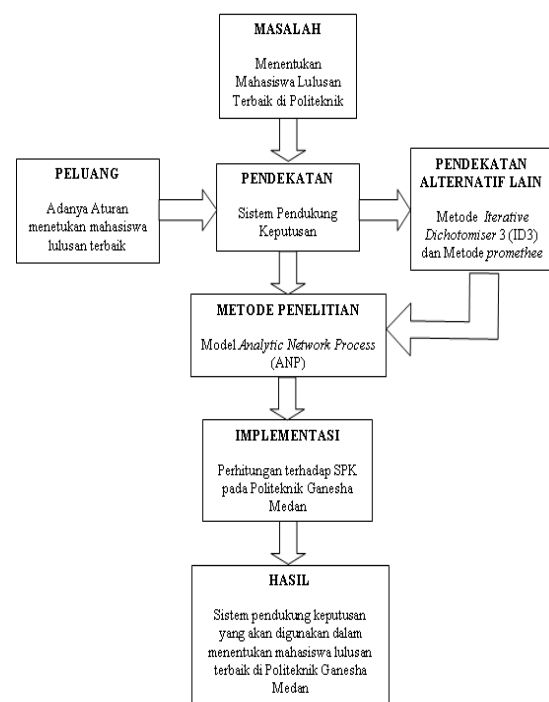 MASALAH
Menentukan
Mahasiswa Lulusan
Terbaik di Politeknik
PELUANG
Adanya Aturan
menetukan mahasiswa
lulusan terbaik
PENDEKATAN
Sistem Pendukung
Keputusan
PENDEKATAN
ALTERNATIF LAIN
Metode Iterative
Dichotomiser 3 (ID3)
dan Metode promethee
METODE PENELITIAN
Model Analytic Network Process
(ANP)
IMPLEMENTASI
Perhitungan terhadap SPK
pada Politeknik Ganesha
Medan
HASIL
Sistem pendukung keputusan
yang akan digunakan dalam
menentukan mahasiswa lulusan
terbaik di Politeknik Ganesha
Medan